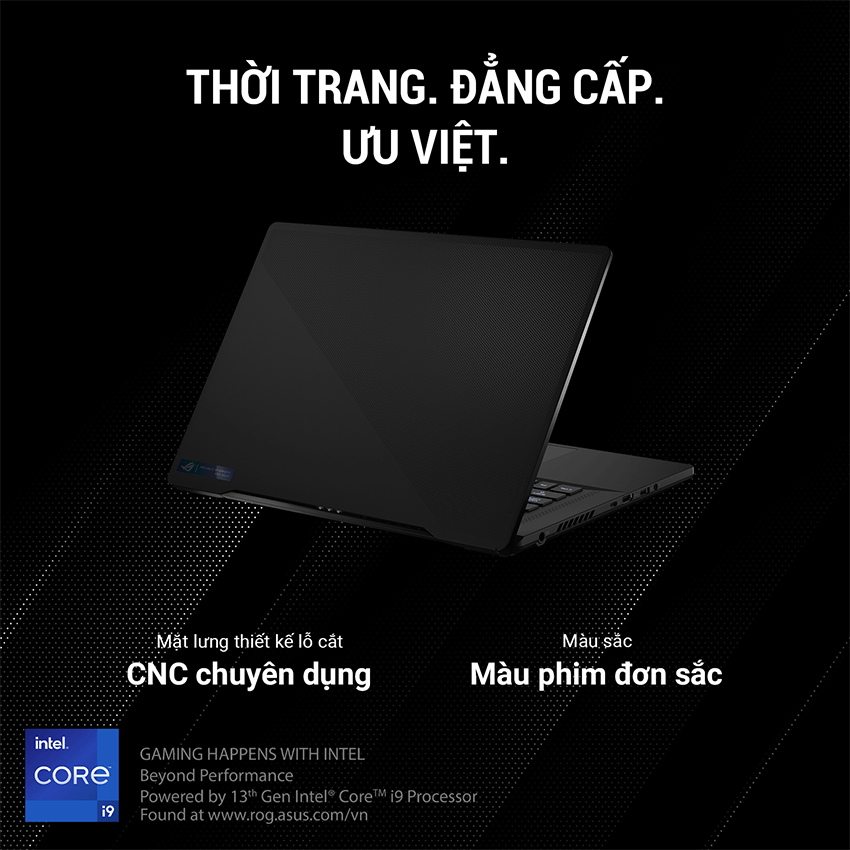 THỜI TRANG. ĐẲNG CẤP.
ƯU VIỆT.
Mặt lưng thiết kế lỗ cắt
CNC chuyên dụng
Màu sắc
Màu phim đơn sắc
intel.
CORE
i9
GAMING HAPPENS WITH INTEL
Beyond Performance
Powered by 13th Gen Intel® Core™ i9 Processor
Found at www.rog.asus.com/vn